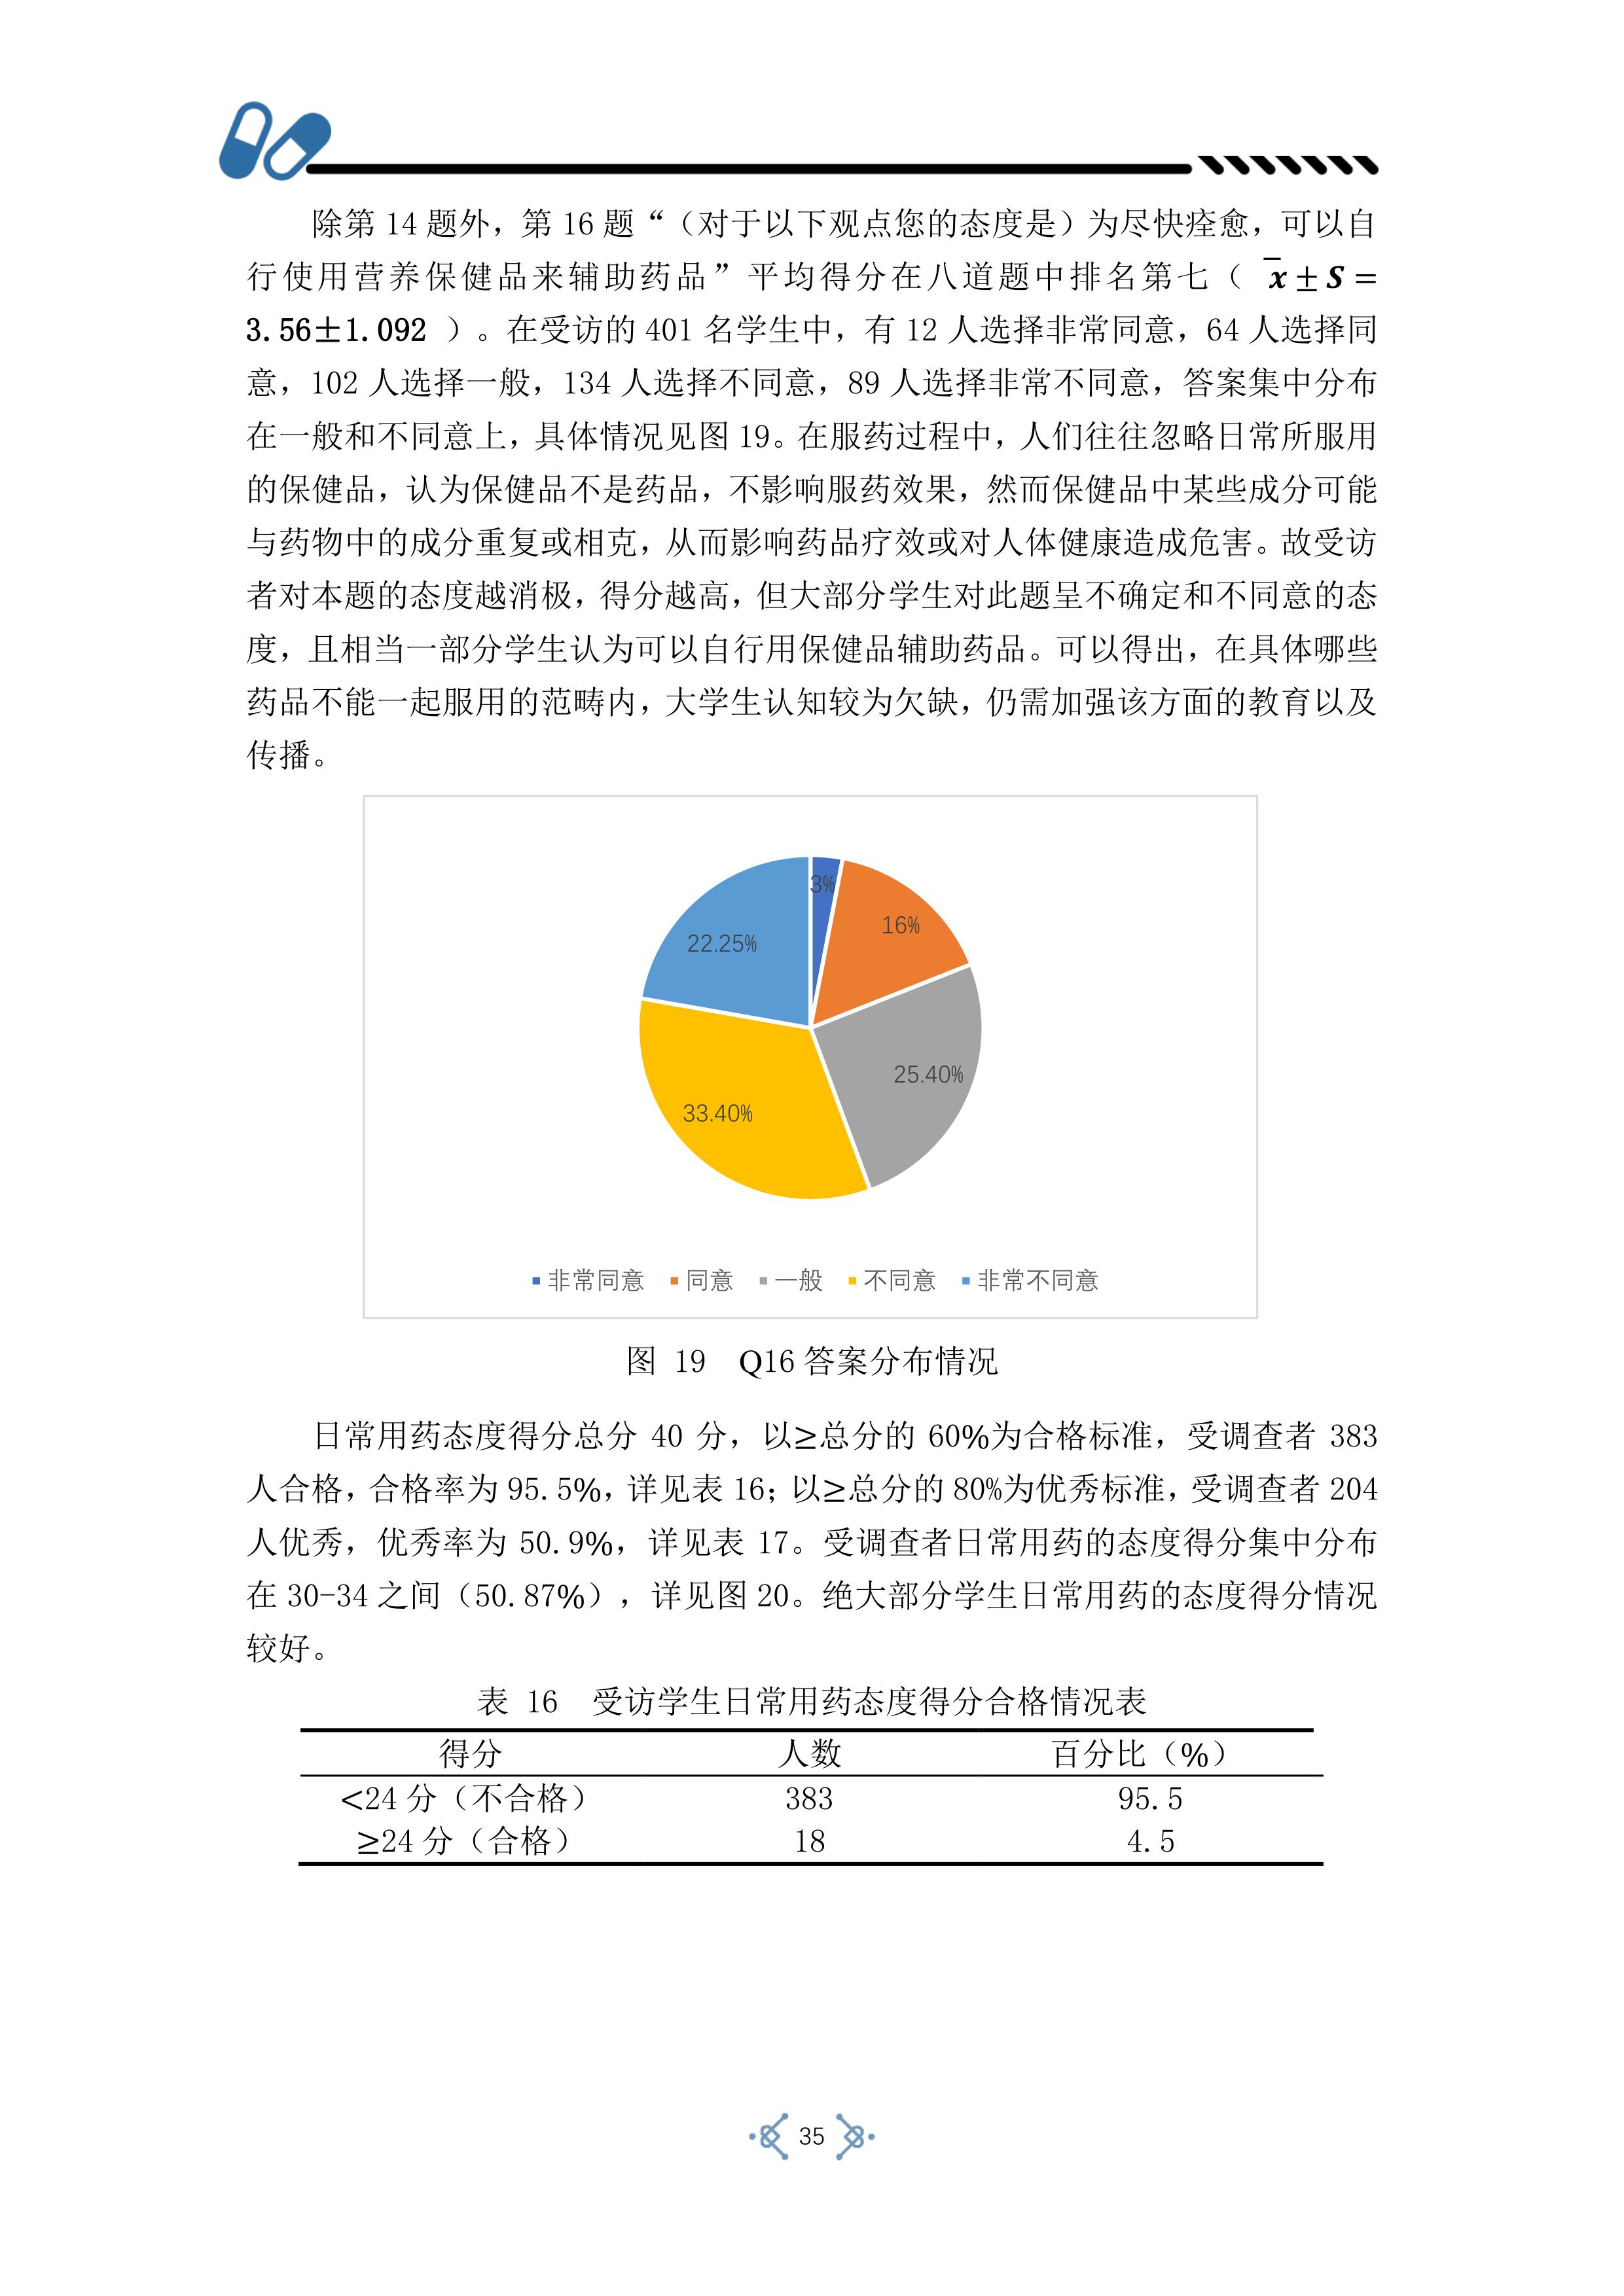 除第 14 题外，第 16 题“（对于以下观点您的态度是）为尽快痊愈，可以自
行使用营养保健品来辅助药品”平均得分在八道题中排名第七（ x̄ ± S =
3.56±1.092 ）。在受访的 401 名学生中，有 12 人选择非常同意，64 人选择同
意，102 人选择一般，134 人选择不同意，89 人选择非常不同意，答案集中分布
在一般和不同意上，具体情况见图 19。在服药过程中，人们往往忽略日常所服用
的保健品，认为保健品不是药品，不影响服药效果，然而保健品中某些成分可能
与药物中的成分重复或相克，从而影响药品疗效或对人体健康造成危害。故受访
者对本题的态度越消极，得分越高，但大部分学生对此题呈不确定和不同意的态
度，且相当一部分学生认为可以自行用保健品辅助药品。可以得出，在具体哪些
药品不能一起服用的范畴内，大学生认知较为欠缺，仍需加强该方面的教育以及
传播。
3%
16%
22.25%
25.40%
33.40%
非常同意 同意 一般 不同意 非常不同意
图 19 Q16 答案分布情况
日常用药态度得分总分 40 分，以≥总分的 60%为合格标准，受调查者 383
人合格，合格率为 95.5%，详见表 16；以≥总分的 80%为优秀标准，受调查者 204
人优秀，优秀率为 50.9%，详见表 17。受调查者日常用药的态度得分集中分布
在 30-34 之间（50.87%），详见图 20。绝大部分学生日常用药的态度得分情况
较好。
表 16 受访学生日常用药态度得分合格情况表
得分 人数 百分比（%）
<24 分（不合格） 383 95.5
≥24 分（合格） 18 4.5
35